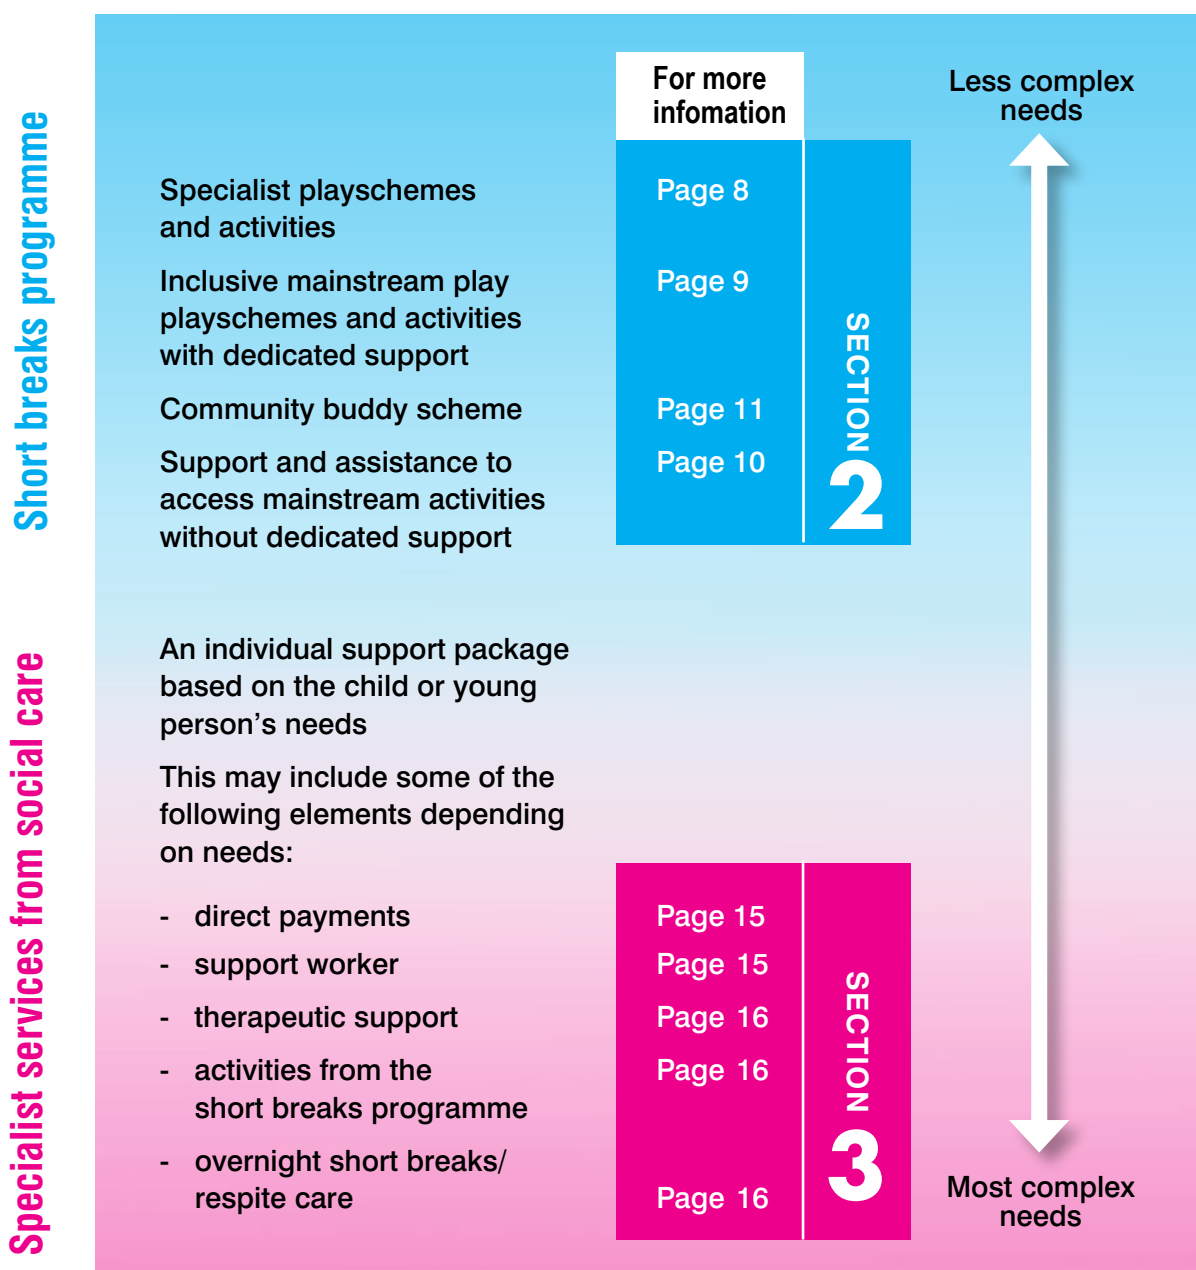 Short breaks programme
For more
infomation
Less complex
needs
Specialist playschemes
and activities
Page 8
Inclusive mainstream play
playschemes and activities
with dedicated support
Page 9
Community buddy scheme
Page 11
Support and assistance to
access mainstream activities
without dedicated support
Page 10
SECTION 2
Specialist services from social care
An individual support package
based on the child or young
person’s needs
This may include some of the
following elements depending
on needs:
- direct payments
Page 15
- support worker
Page 15
- therapeutic support
Page 16
- activities from the
short breaks programme
Page 16
- overnight short breaks/
respite care
Page 16
SECTION 3
Most complex
needs